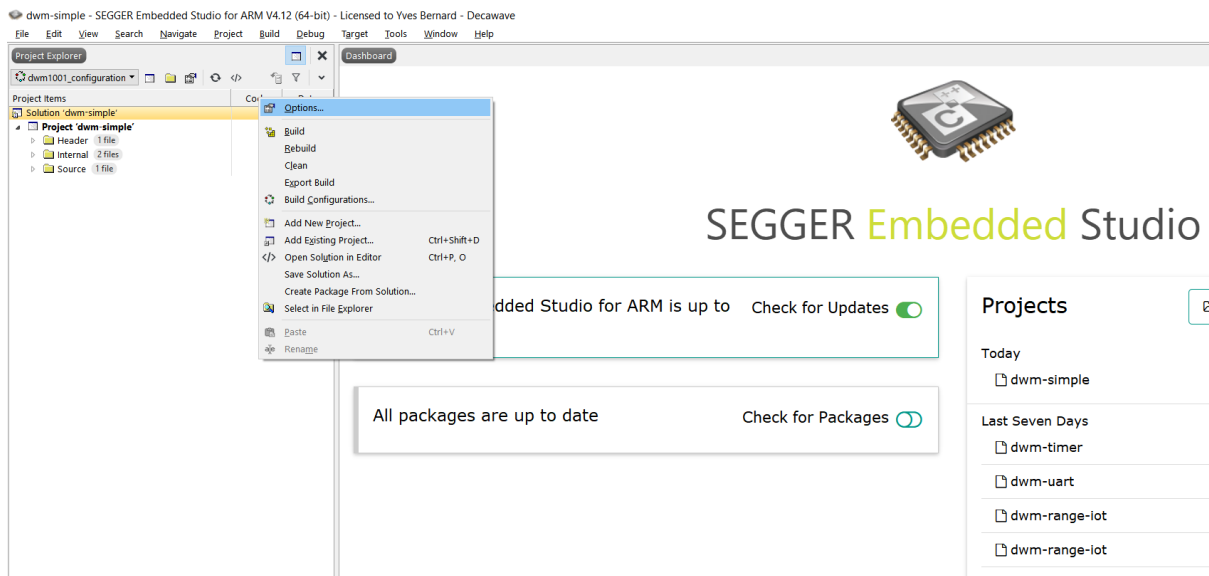 dwm-simple - SEGGER Embedded Studio for ARM V4.12 (64-bit) - Licensed to Yves Bernard - Decawave
File Edit View Search Navigate Project Build Debug Target Tools Window Help
Project Explorer
Dashboard
dwm1001_configuration
Project Items
Solution 'dwm-simple'
Project 'dwm-simple'
Header 1 file
Internal 2 files
Source 1 file
Options...
Build
Rebuild
Clean
Export Build
Build Configurations...
Add New Project...
Add Existing Project... Ctrl+Shift+D
Open Solution in Editor Ctrl+P, O
Save Solution As...
Create Package From Solution...
Select in File Explorer
Paste Ctrl+V
Rename
C
SEGGER Embedded Studio
Studio for ARM is up to
Check for Updates
All packages are up to date
Check for Packages
Projects
Today
dwm-simple
Last Seven Days
dwm-timer
dwm-uart
dwm-range-iot
dwm-range-iot